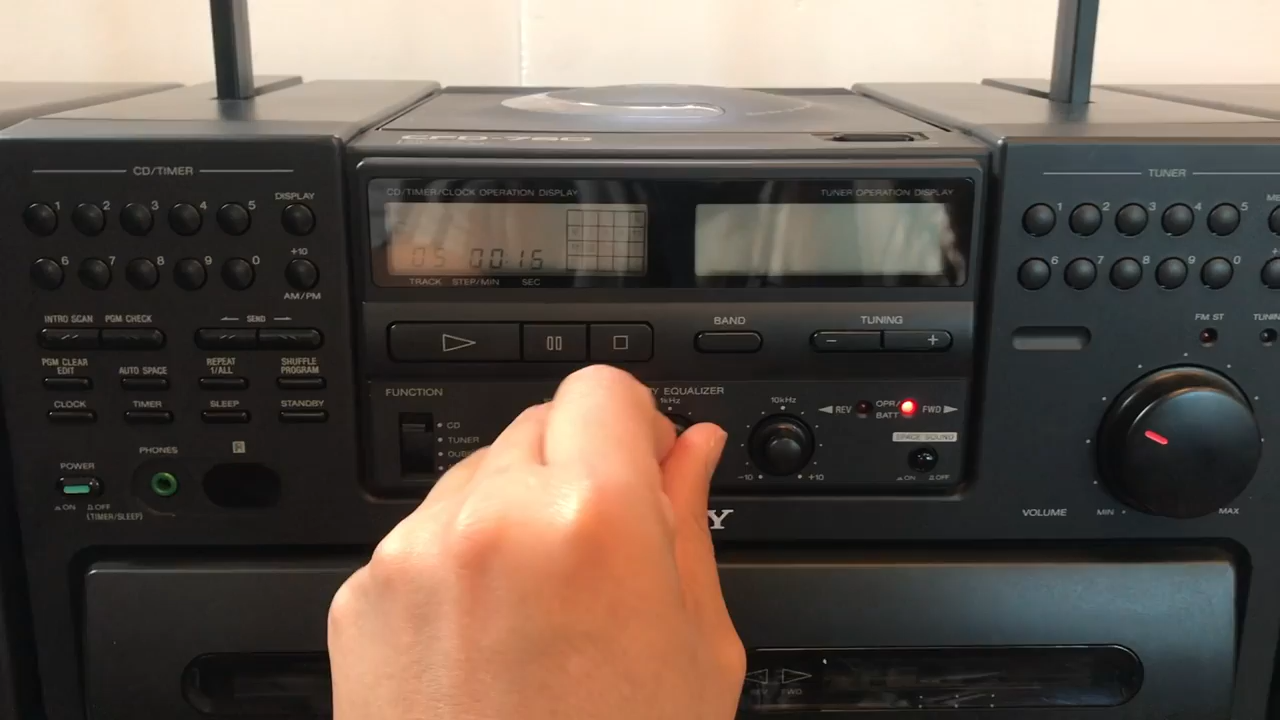 CFD-750
CD/TIMER
TUNER
CD/TIMER/CLOCK OPERATION DISPLAY
TUNER OPERATION DISPLAY
DISPLAY
1 2 3 4 5
+10
6 7 8 9 0
AM/PM
05 00:15
TRACK STEP/MIN SEC
1 2 3 4 5
6 7 8 9 0
INTRO SCAN PGM CHECK
SEND
BAND
TUNING
- +
FM ST
PGM CLEAR
EDIT
AUTO SPACE
REPEAT
1/ALL
SHUFFLE
PROGRAM
CLOCK TIMER SLEEP STANDBY
FUNCTION
CD
TUNER
EQUALIZER
1kHz
10kHz
-10 +10
REV
OPR/
BATT
FWD
SPACE SOUND
ON OFF
POWER
ON OFF
(TIMER/SLEEP)
PHONES
VOLUME
MIN MAX
Y
REV FWD